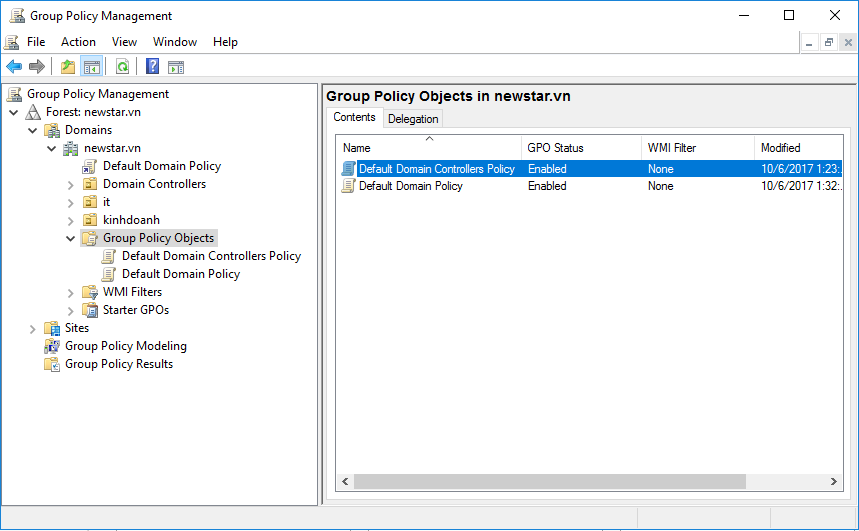 Group Policy Management
File Action View Window Help
Group Policy Management
Forest: newstar.vn
Domains
newstar.vn
Default Domain Policy
Domain Controllers
it
kinhdoanh
Group Policy Objects
Default Domain Controllers Policy
Default Domain Policy
WMI Filters
Starter GPOs
Sites
Group Policy Modeling
Group Policy Results
Group Policy Objects in newstar.vn
Contents Delegation
Name GPO Status WMI Filter Modified
Default Domain Controllers Policy Enabled None 10/6/2017 1:23:
Default Domain Policy Enabled None 10/6/2017 1:32: